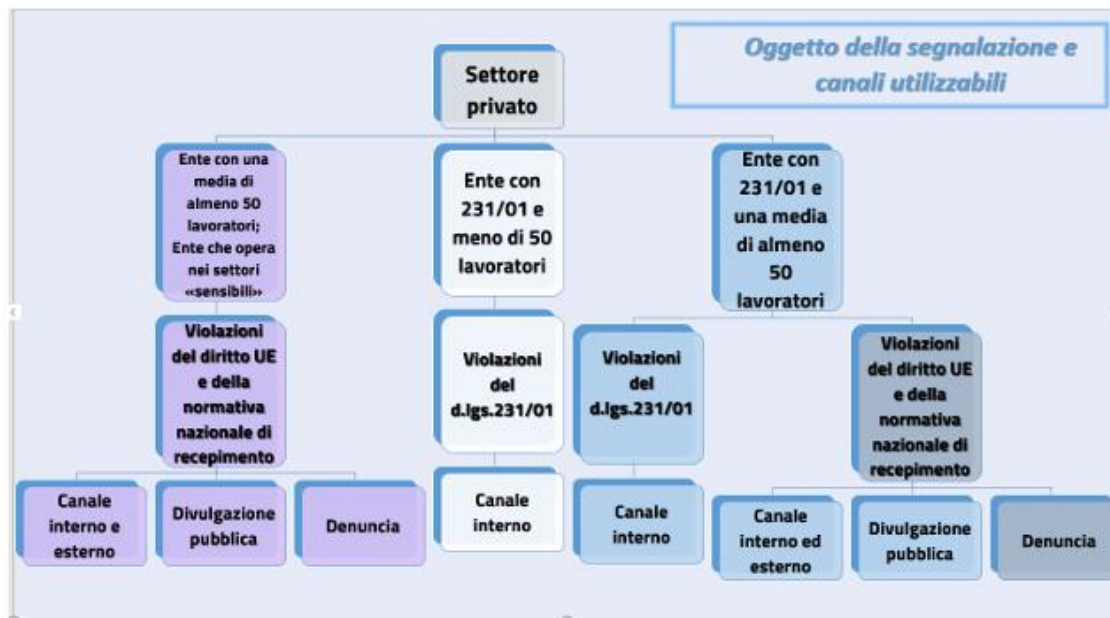 Oggetto della segnalazione e
canali utilizzabili
Settore
privato
Ente con una
media di
almeno 50
lavoratori;
Ente che opera
nei settori
«sensibili»
Ente con
231/01 e
meno di 50
lavoratori
Ente con
231/01 e
una media
di almeno
50
lavoratori
Violazioni
del diritto UE
e della
normativa
nazionale di
recepimento
Violazioni
del
d.lgs.231/01
Violazioni
del
d.lgs.231/01
Violazioni
del diritto UE
e della
normativa
nazionale di
recepimento
Canale
interno e
esterno
Divulgazione
pubblica
Denuncia
Canale
interno
Canale
interno
Canale
interno ed
esterno
Divulgazione
pubblica
Denuncia